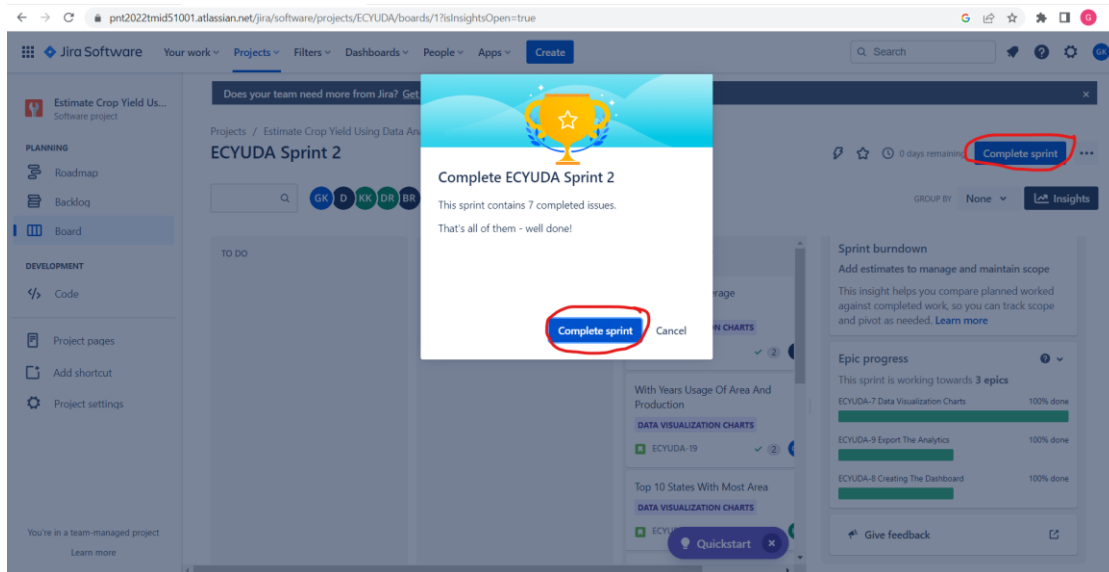 pnt2022tmid51001.atlassian.net/jira/software/projects/ECYUDA/boards/1?isInsightsOpen=true
G
Jira Software Your work Projects Filters Dashboards People Apps Create Search GK
Does your team need more from Jira? Get
Estimate Crop Yield Us...
Software project
Projects / Estimate Crop Yield Using Data
ECYUDA Sprint 2
0 days remaining Complete sprint
PLANNING
Roadmap
Backlog
Board
DEVELOPMENT
Code
Project pages
Add shortcut
Project settings
You're in a team-managed project
Learn more
GK D KK DR BR
GROUP BY None Insights
TO DO
Complete ECYUDA Sprint 2
This sprint contains 7 completed issues.
That's all of them - well done!
Complete sprint Cancel
2
With Years Usage Of Area And
Production
DATA VISUALIZATION CHARTS
ECYUDA-19 2
Top 10 States With Most Area
DATA VISUALIZATION CHARTS
Quickstart
Sprint burndown
Add estimates to manage and maintain scope
This insight helps you compare planned worked
against completed work, so you can track scope
and pivot as needed. Learn more
Epic progress
This sprint is working towards 3 epics
ECYUDA-7 Data Visualization Charts 100% done
ECYUDA-9 Export The Analytics 100% done
ECYUDA-8 Creating The Dashboard 100% done
Give feedback